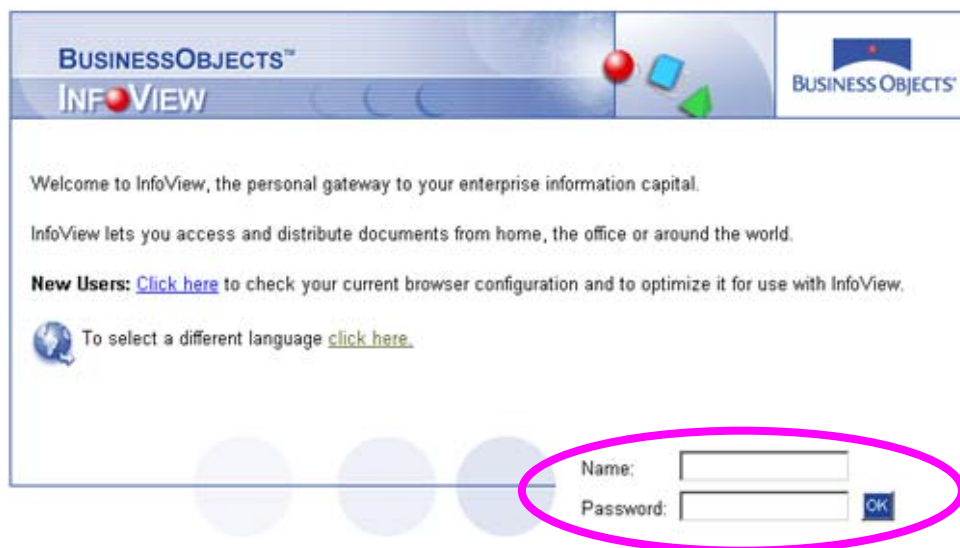 BUSINESSOBJECTS™
INFOVIEW
BUSINESS OBJECTS
Welcome to InfoView, the personal gateway to your enterprise information capital.
InfoView lets you access and distribute documents from home, the office or around the world.
New Users: Click here to check your current browser configuration and to optimize it for use with InfoView.
To select a different language click here.
Name:
Password:
OK